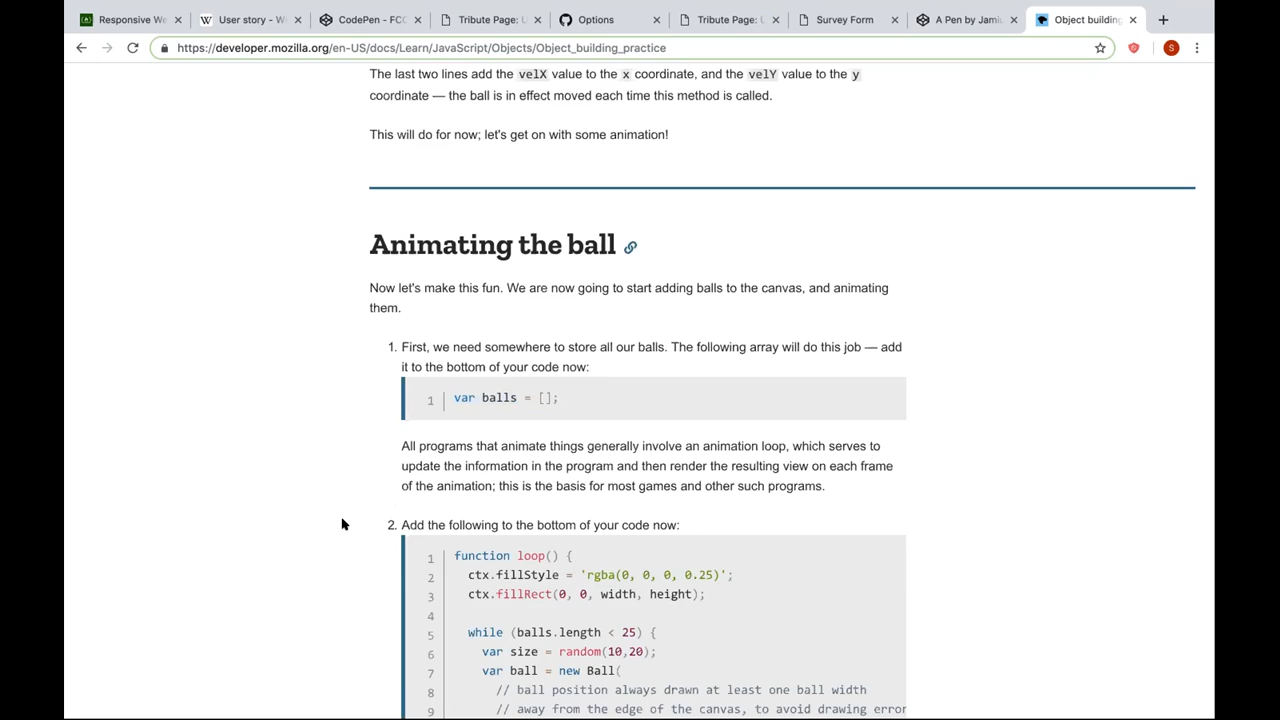 Responsive We
User story - W
CodePen - FCC
Tribute Page: L
Options
Tribute Page: L
Survey Form
A Pen by Jami
Object building
https://developer.mozilla.org/en-US/docs/Learn/JavaScript/Objects/Object_building_practice
S
The last two lines add the velX value to the x coordinate, and the velY value to the y
coordinate — the ball is in effect moved each time this method is called.
This will do for now; let's get on with some animation!
Animating the ball
Now let's make this fun. We are now going to start adding balls to the canvas, and animating
them.
1. First, we need somewhere to store all our balls. The following array will do this job — add
it to the bottom of your code now:
1 var balls = [];
All programs that animate things generally involve an animation loop, which serves to
update the information in the program and then render the resulting view on each frame
of the animation; this is the basis for most games and other such programs.
2. Add the following to the bottom of your code now:
1 function loop() {
2 ctx.fillStyle = 'rgba(0, 0, 0, 0.25)';
3 ctx.fillRect(0, 0, width, height);
4
5 while (balls.length < 25) {
6 var size = random(10,20);
7 var ball = new Ball(
8 // ball position always drawn at least one ball width
9 // away from the edge of the canvas, to avoid drawing error